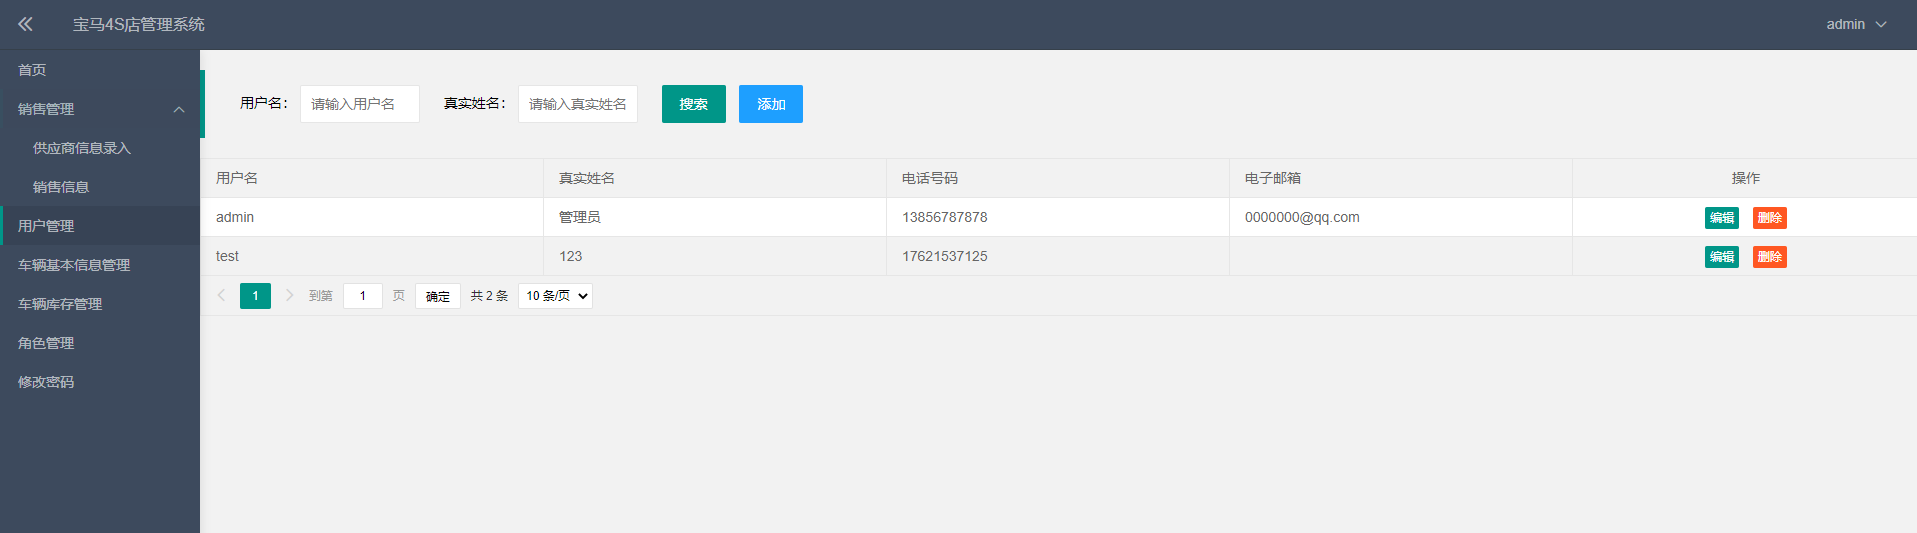 宝马4S店管理系统
admin
首页
销售管理
供应商信息录入
销售信息
用户管理
车辆基本信息管理
车辆库存管理
角色管理
修改密码
用户名： 请输入用户名 真实姓名： 请输入真实姓名 搜索 添加
用户名 真实姓名 电话号码 电子邮箱 操作
admin 管理员 13856787878 0000000@qq.com 编辑 删除
test 123 17621537125 编辑 删除
1 到第 1 页 确定 共 2 条 10 条/页